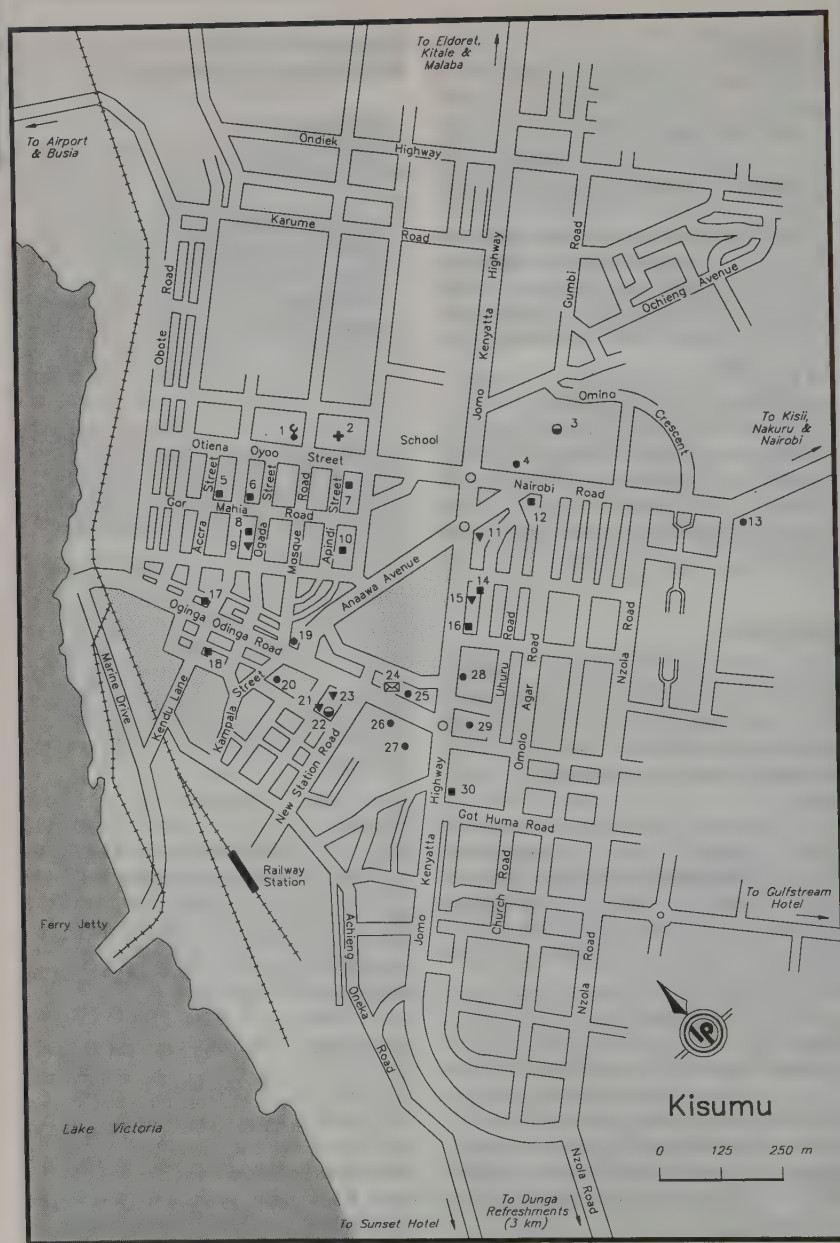 To Eldoret,
Kitale &
Malaba
To Airport
& Busia
Ondiek
Highway
Karume
Road
Highway
Road
Gumbi
Ochieng Avenue
Road
Obote
Kenyatta
Jomo
Omino
Crescent
To Kisii,
Nakuru &
Nairobi
1
2
3
School
Otiena
Oyoo
Street
4
Nairobi
Road
Street
5
Street
6
Road
Street
7
Gor
Mahia
Road
12
13
8
9
10
11
Accra
Ogada
Mosque
Apindi
Anaawa Avenue
14
15
16
17
Oginga Odinga Road
18
19
Road
Road
Road
Uhuru
Agar
Nzola
Omolo
Marine Drive
Kendu Lane
Kampala Street
20
21
22
23
24
25
26
27
28
29
30
New Station Road
Highway
Kenyatta
Jomo
Got Huma Road
Road
Church
Railway
Station
To Gulfstream
Hotel
Ferry Jetty
Achieng
Oneka
Road
Road
Nzola
LP
Kisumu
Lake Victoria
0 125 250 m
Nzola Road
To Sunset Hotel
To Dunga
Refreshments
(3 km)